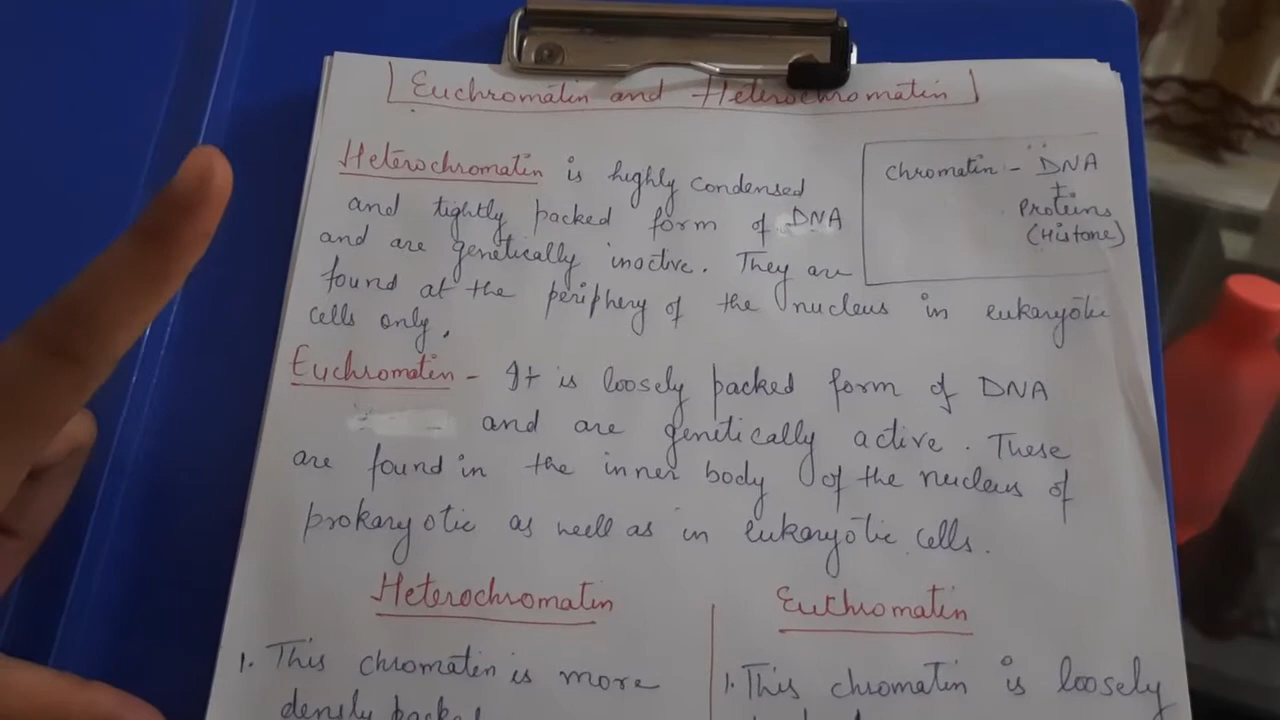 Euchromatin and Heterochromatin
Heterochromatin is highly condensed
and tightly packed form of DNA
and are genetically inactive. They are
found at the periphery of the nucleus in eukaryotic
cells only.
chromatin - DNA
+
Proteins
(Histone)
Euchromatin - It is loosely packed form of DNA
and are genetically active. These
are found in the inner body of the nucleus of
prokaryotic as well as in eukaryotic cells.
Heterochromatin
Euchromatin
1. This chromatin is more
densly packed
1. This chromatin is loosely